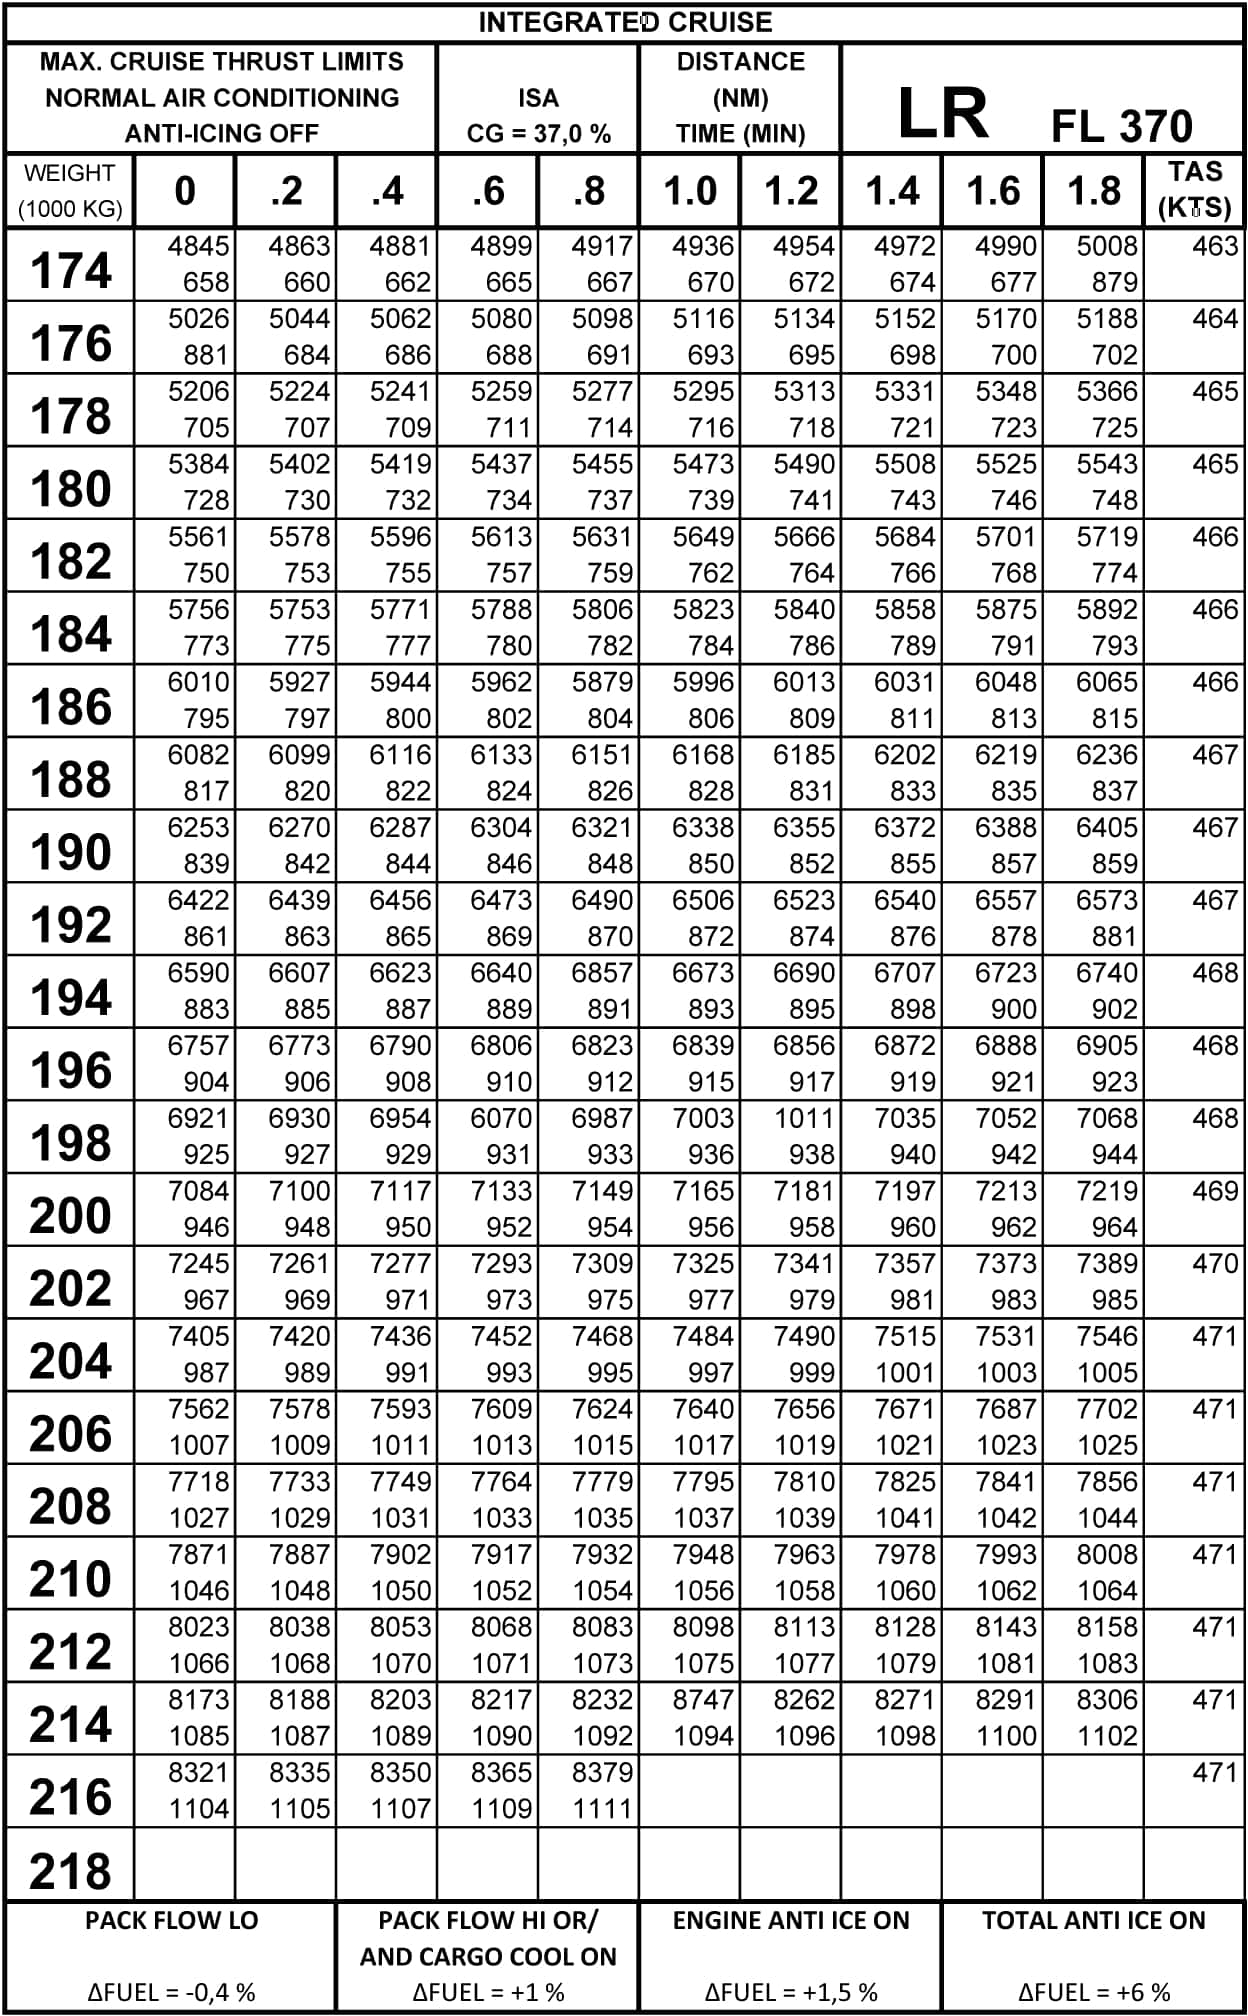 INTEGRATED CRUISE
MAX. CRUISE THRUST LIMITS
NORMAL AIR CONDITIONING
ANTI-ICING OFF
ISA
CG = 37,0 %
DISTANCE
(NM)
TIME (MIN)
LR FL 370
WEIGHT
(1000 KG)
0 .2 .4 .6 .8 1.0 1.2 1.4 1.6 1.8
TAS
(KTS)
174
4845 4863 4881 4899 4917 4936 4954 4972 4990 5008 463
658 660 662 665 667 670 672 674 677 879
176
5026 5044 5062 5080 5098 5116 5134 5152 5170 5188 464
881 684 686 688 691 693 695 698 700 702
178
5206 5224 5241 5259 5277 5295 5313 5331 5348 5366 465
705 707 709 711 714 716 718 721 723 725
180
5384 5402 5419 5437 5455 5473 5490 5508 5525 5543 465
728 730 732 734 737 739 741 743 746 748
182
5561 5578 5596 5613 5631 5649 5666 5684 5701 5719 466
750 753 755 757 759 762 764 766 768 774
184
5756 5753 5771 5788 5806 5823 5840 5858 5875 5892 466
773 775 777 780 782 784 786 789 791 793
186
6010 5927 5944 5962 5879 5996 6013 6031 6048 6065 466
795 797 800 802 804 806 809 811 813 815
188
6082 6099 6116 6133 6151 6168 6185 6202 6219 6236 467
817 820 822 824 826 828 831 833 835 837
190
6253 6270 6287 6304 6321 6338 6355 6372 6388 6405 467
839 842 844 846 848 850 852 855 857 859
192
6422 6439 6456 6473 6490 6506 6523 6540 6557 6573 467
861 863 865 869 870 872 874 876 878 881
194
6590 6607 6623 6640 6857 6673 6690 6707 6723 6740 468
883 885 887 889 891 893 895 898 900 902
196
6757 6773 6790 6806 6823 6839 6856 6872 6888 6905 468
904 906 908 910 912 915 917 919 921 923
198
6921 6930 6954 6070 6987 7003 1011 7035 7052 7068 468
925 927 929 931 933 936 938 940 942 944
200
7084 7100 7117 7133 7149 7165 7181 7197 7213 7219 469
946 948 950 952 954 956 958 960 962 964
202
7245 7261 7277 7293 7309 7325 7341 7357 7373 7389 470
967 969 971 973 975 977 979 981 983 985
204
7405 7420 7436 7452 7468 7484 7490 7515 7531 7546 471
987 989 991 993 995 997 999 1001 1003 1005
206
7562 7578 7593 7609 7624 7640 7656 7671 7687 7702 471
1007 1009 1011 1013 1015 1017 1019 1021 1023 1025
208
7718 7733 7749 7764 7779 7795 7810 7825 7841 7856 471
1027 1029 1031 1033 1035 1037 1039 1041 1042 1044
210
7871 7887 7902 7917 7932 7948 7963 7978 7993 8008 471
1046 1048 1050 1052 1054 1056 1058 1060 1062 1064
212
8023 8038 8053 8068 8083 8098 8113 8128 8143 8158 471
1066 1068 1070 1071 1073 1075 1077 1079 1081 1083
214
8173 8188 8203 8217 8232 8747 8262 8271 8291 8306 471
1085 1087 1089 1090 1092 1094 1096 1098 1100 1102
216
8321 8335 8350 8365 8379 471
1104 1105 1107 1109 1111
218
PACK FLOW LO
ΔFUEL = -0,4 %
PACK FLOW HI OR/
AND CARGO COOL ON
ΔFUEL = +1 %
ENGINE ANTI ICE ON
ΔFUEL = +1,5 %
TOTAL ANTI ICE ON
ΔFUEL = +6 %